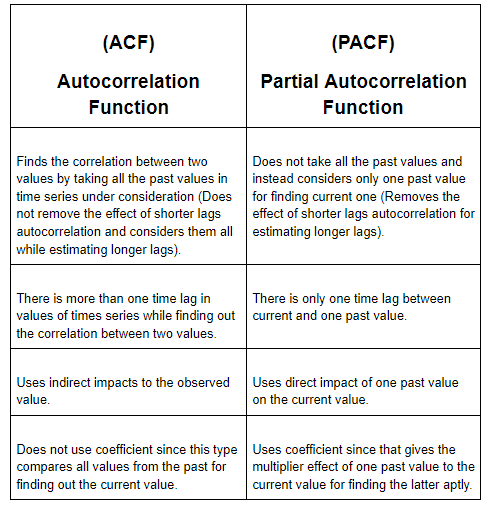 (ACF)
Autocorrelation
Function
(PACF)
Partial Autocorrelation
Function
Finds the correlation between two
values by taking all the past values in
time series under consideration (Does
not remove the effect of shorter lags
autocorrelation and considers them all
while estimating longer lags).
Does not take all the past values and
instead considers only one past value
for finding current one (Removes the
effect of shorter lags autocorrelation for
estimating longer lags).
There is more than one time lag in
values of times series while finding out
the correlation between two values.
There is only one time lag between
current and one past value.
Uses indirect impacts to the observed
value.
Uses direct impact of one past value
on the current value.
Does not use coefficient since this type
compares all values from the past for
finding out the current value.
Uses coefficient since that gives the
multiplier effect of one past value to the
current value for finding the latter aptly.